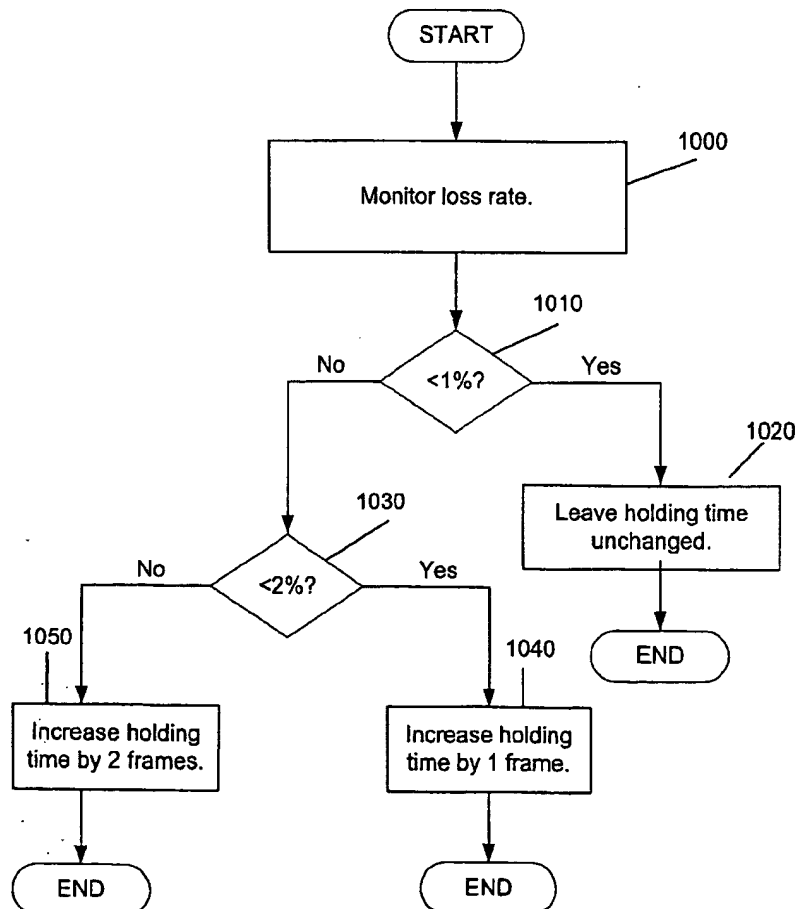 START
1000
Monitor loss rate.
1010
No
<1%?
Yes
1020
Leave holding time
unchanged.
1030
No
<2%?
Yes
END
1050
1040
Increase holding
time by 2 frames.
Increase holding
time by 1 frame.
END
END